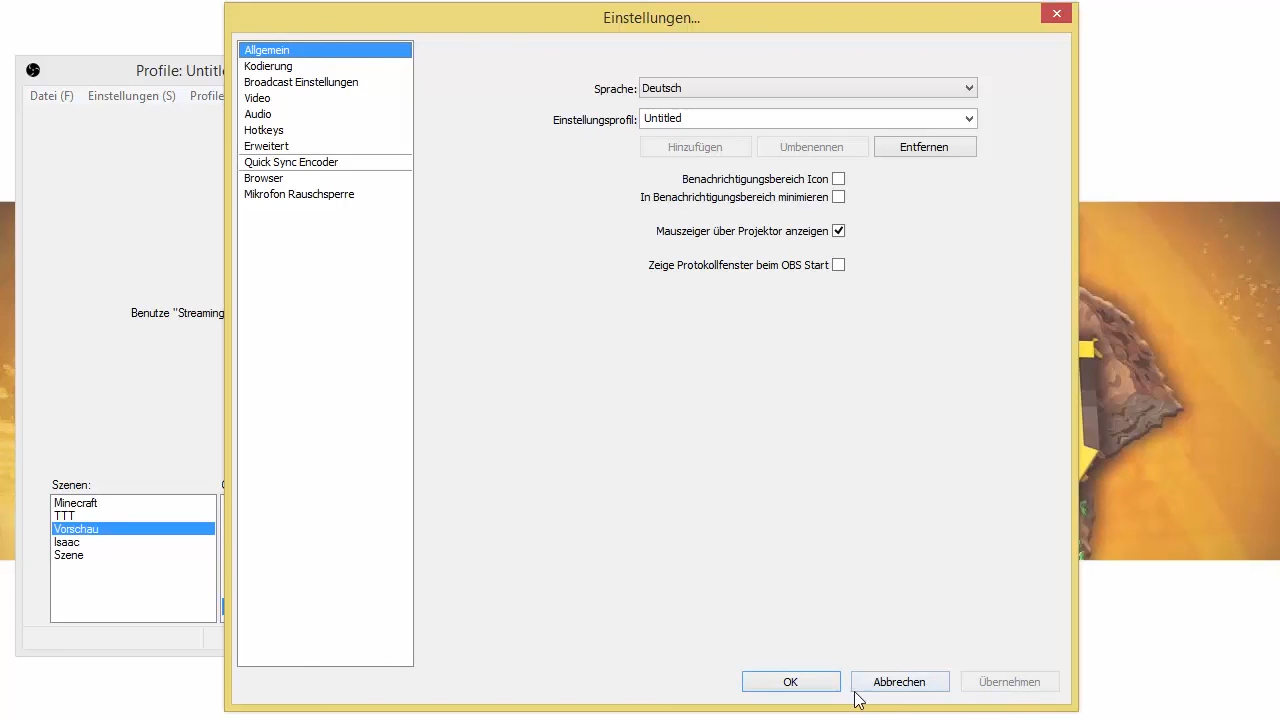 Einstellungen...
Profile: Untitle
Datei (F) Einstellungen (S) Profile
Benutze "Streaming
Szenen:
Minecraft
TTT
Vorschau
Isaac
Szene
Allgemein
Kodierung
Broadcast Einstellungen
Video
Audio
Hotkeys
Erweitert
Quick Sync Encoder
Browser
Mikrofon Rauschsperre
Sprache: Deutsch
Einstellungsprofil: Untitled
Hinzufügen Umbenennen Entfernen
Benachrichtigungsbereich Icon
In Benachrichtigungsbereich minimieren
Mauszeiger über Projektor anzeigen
Zeige Protokollfenster beim OBS Start
OK Abbrechen Übernehmen